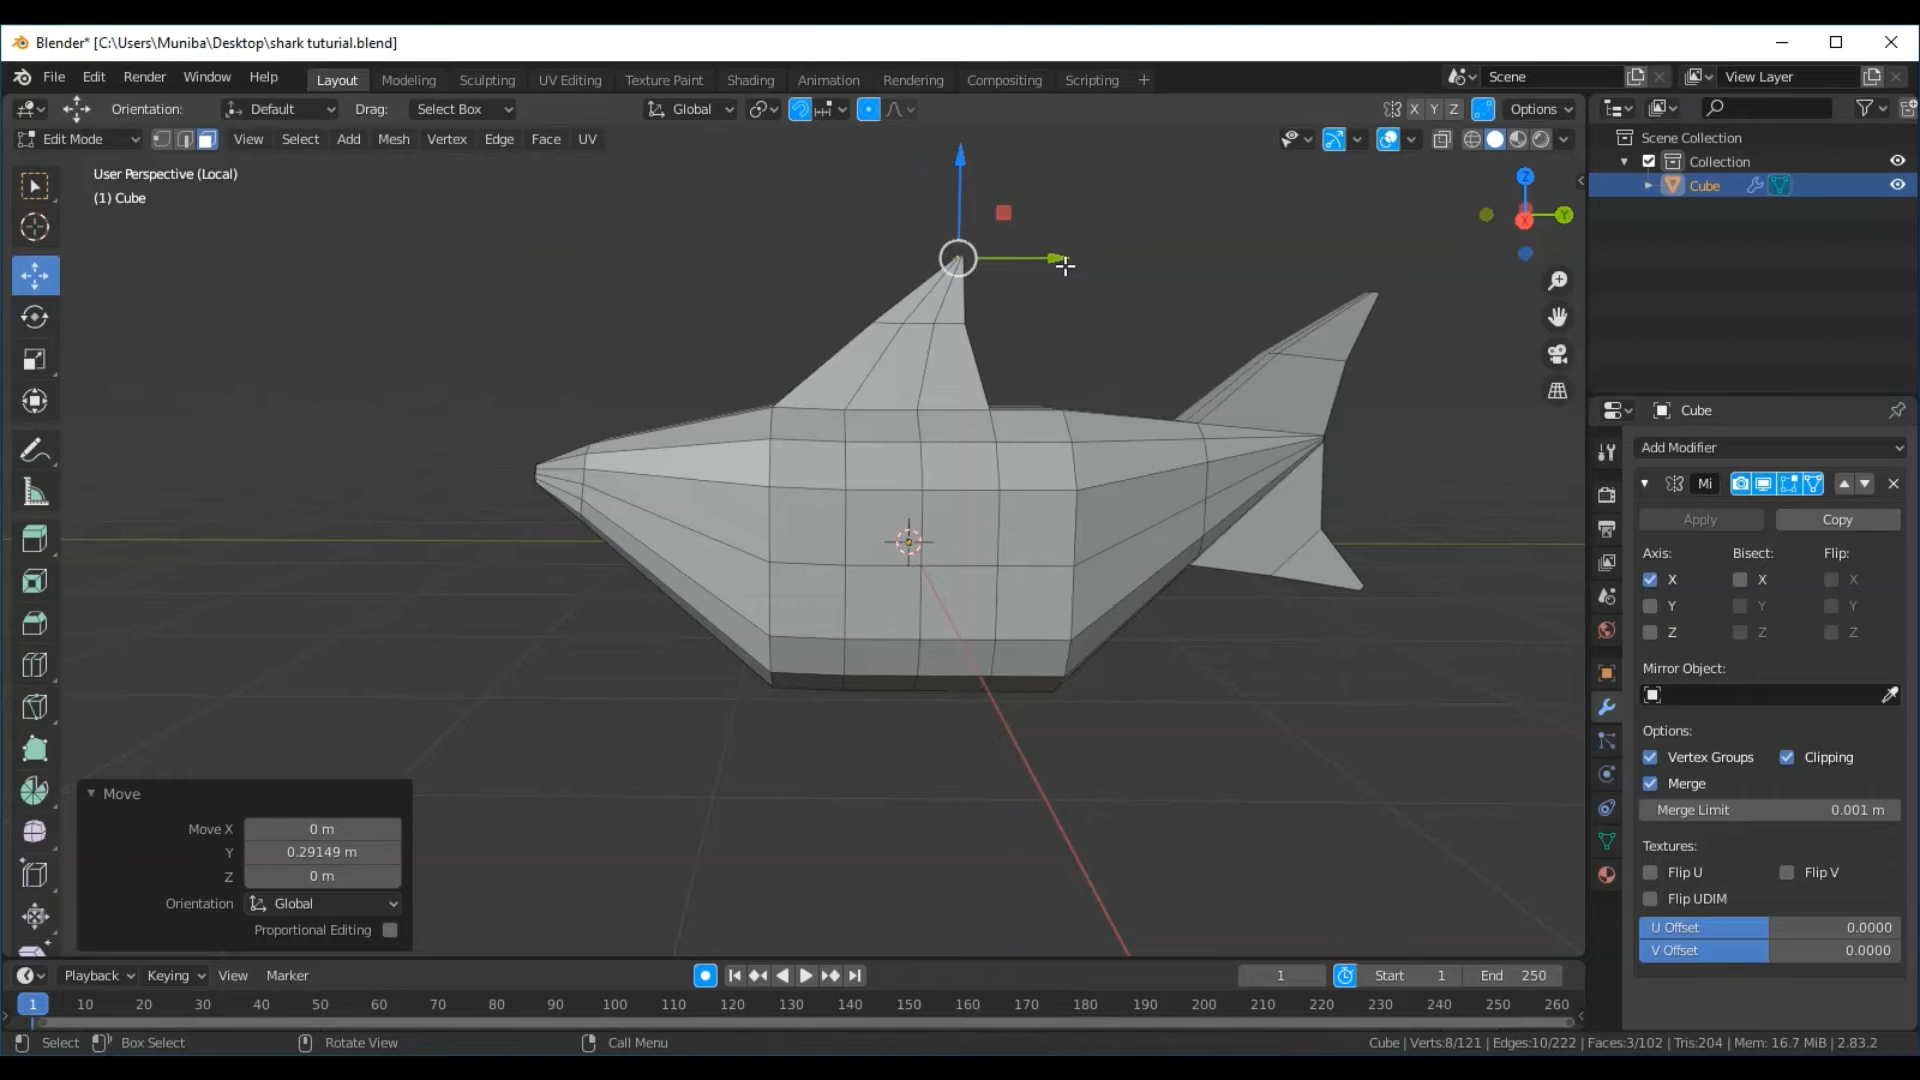 Blender* [C:\Users\Muniba\Desktop\shark tuturial.blend]
File Edit Render Window Help Layout Modeling Sculpting UV Editing Texture Paint Shading Animation Rendering Compositing Scripting + Scene View Layer
Orientation: Default Drag: Select Box Global X Y Z Options
Edit Mode View Select Add Mesh Vertex Edge Face UV
User Perspective (Local)
(1) Cube
Z
Y
X
Scene Collection
Collection
Cube
Cube
Add Modifier
Mi
Apply Copy
Axis: Bisect: Flip:
X X X
Y Y Y
Z Z Z
Mirror Object:
Options:
Vertex Groups Clipping
Merge
Merge Limit 0.001 m
Textures:
Flip U Flip V
Flip UDIM
U Offset 0.0000
V Offset 0.0000
Move
Move X 0 m
Y 0.29149 m
Z 0 m
Orientation Global
Proportional Editing
Playback Keying View Marker 1 Start 1 End 250
1 10 20 30 40 50 60 70 80 90 100 110 120 130 140 150 160 170 180 190 200 210 220 230 240 250 260
Select Box Select Rotate View Call Menu Cube | Verts:8/121 | Edges:10/222 | Faces:3/102 | Tris:204 | Mem: 16.7 MiB | 2.83.2